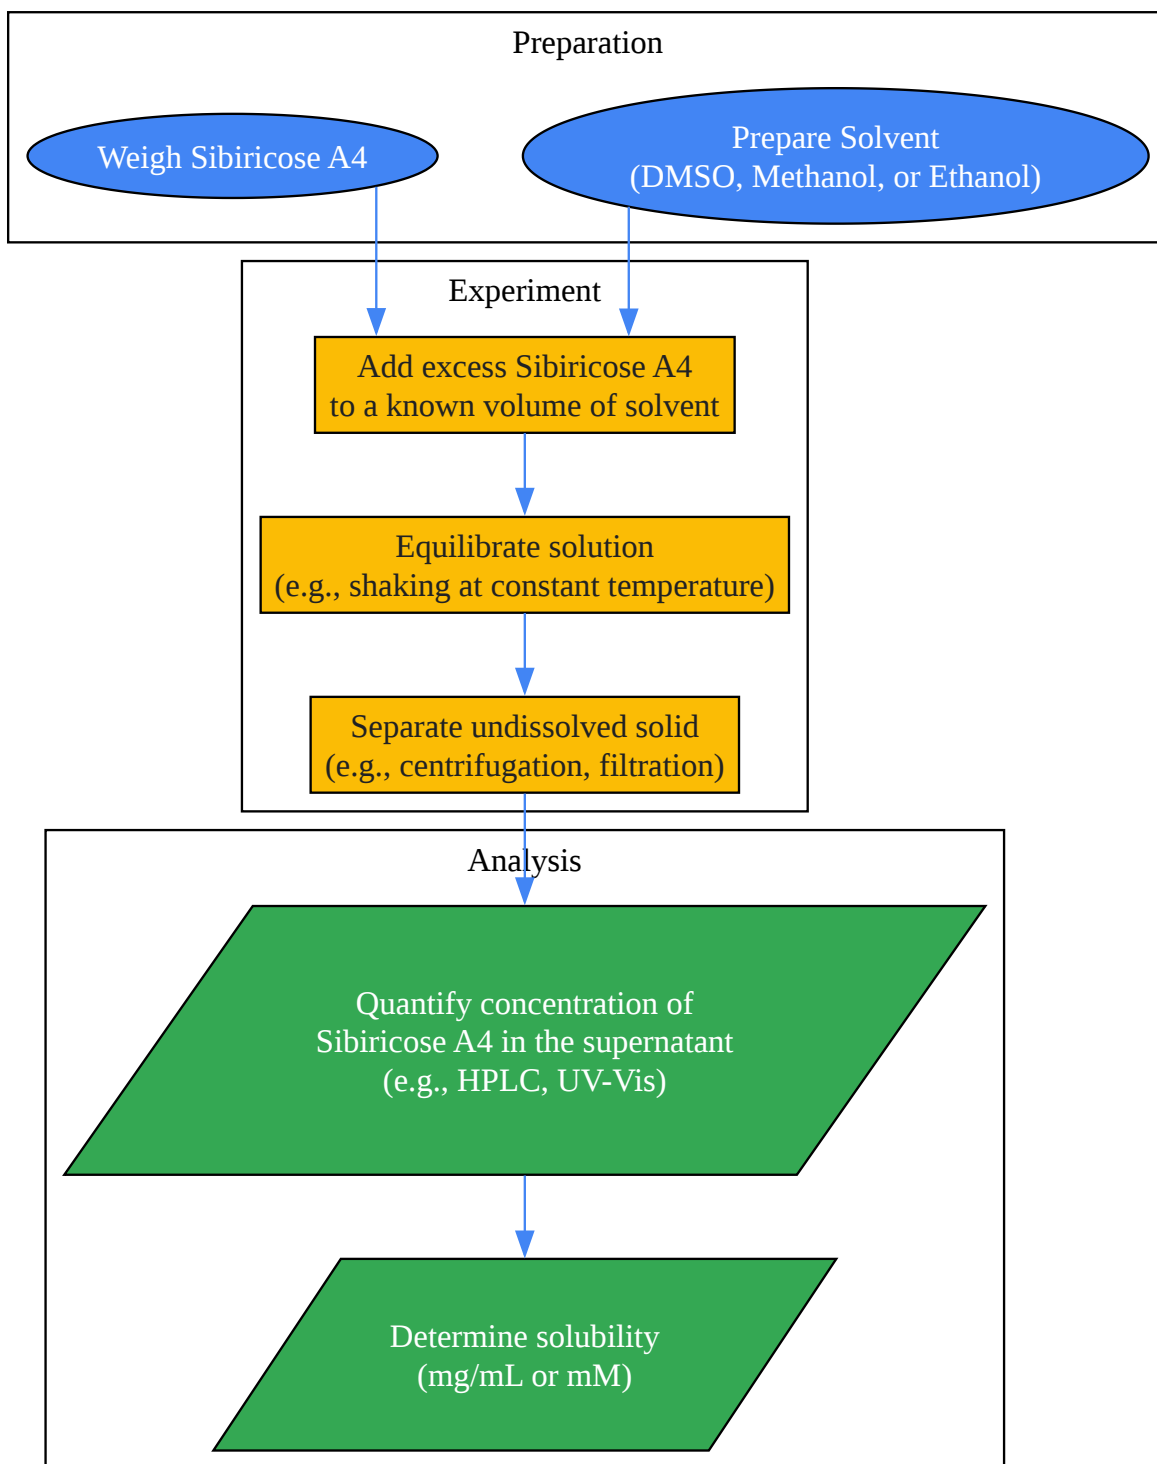 Preparation
Weigh Sibiricose A4
Prepare Solvent
(DMSO, Methanol, or Ethanol)
Experiment
Add excess Sibiricose A4
to a known volume of solvent
Equilibrate solution
(e.g., shaking at constant temperature)
Separate undissolved solid
(e.g., centrifugation, filtration)
Analysis
Quantify concentration of
Sibiricose A4 in the supernatant
(e.g., HPLC, UV-Vis)
Determine solubility
(mg/mL or mM)